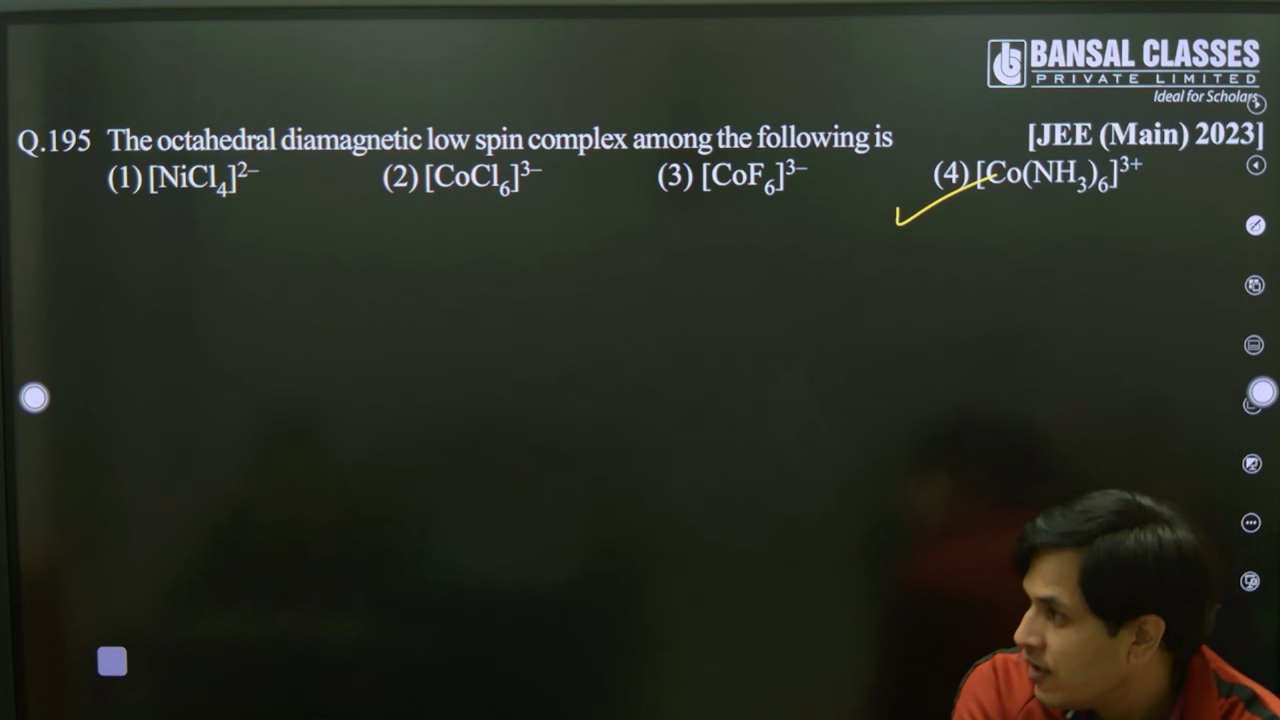 BANSAL CLASSES
PRIVATE LIMITED
Ideal for Scholars
Q.195 The octahedral diamagnetic low spin complex among the following is [JEE (Main) 2023]
(1) [NiCl₄]²⁻ (2) [CoCl₆]³⁻ (3) [CoF₆]³⁻ (4) [Co(NH₃)₆]³⁺